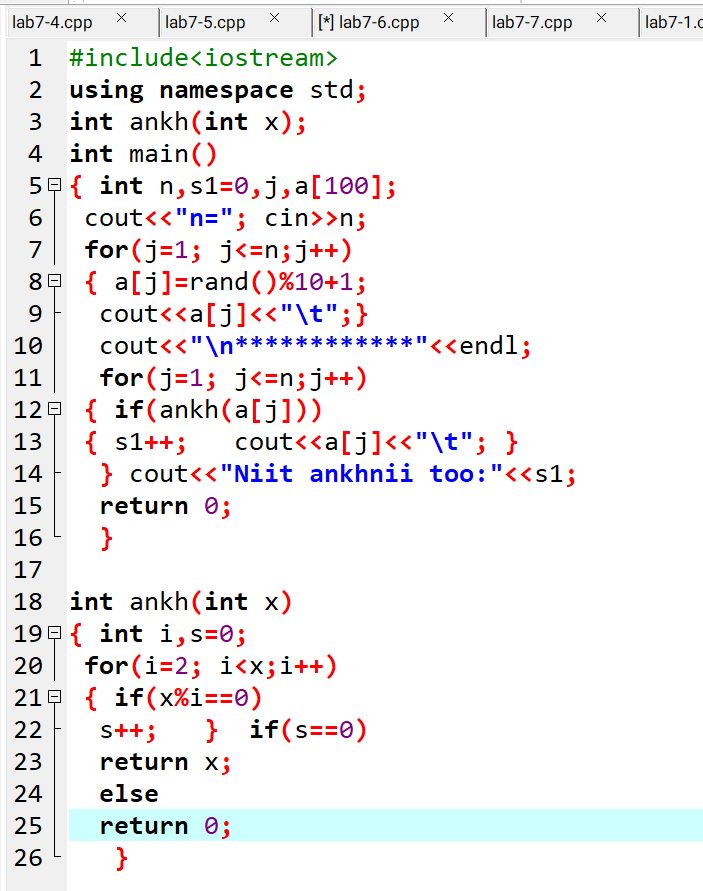 lab7-4.cpp × lab7-5.cpp × [*] lab7-6.cpp × lab7-7.cpp × lab7-1.c
1 #include<iostream>
2 using namespace std;
3 int ankh(int x);
4 int main()
5 { int n,s1=0,j,a[100];
6 cout<<"n="; cin>>n;
7 for(j=1; j<=n;j++)
8 { a[j]=rand()%10+1;
9 cout<<a[j]<<"\t";}
10 cout<<"\n************"<<endl;
11 for(j=1; j<=n;j++)
12 { if(ankh(a[j]))
13 { s1++;   cout<<a[j]<<"\t"; }
14 } cout<<"Niit ankhnii too:"<<s1;
15 return 0;
16 }
17
18 int ankh(int x)
19 { int i,s=0;
20 for(i=2; i<x;i++)
21 { if(x%i==0)
22 s++;   }  if(s==0)
23 return x;
24 else
25 return 0;
26 }